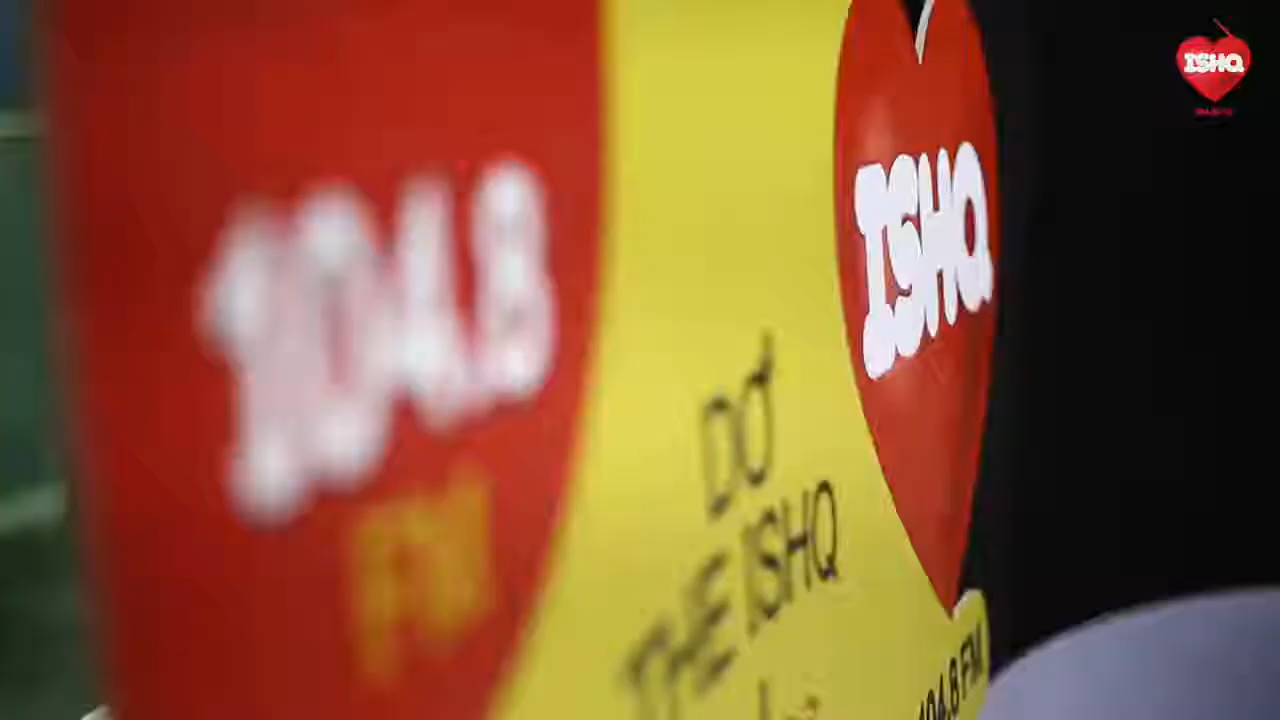 104.8
FM
DO
THE ISHQ
ISHQ
104.8 FM
ISHQ